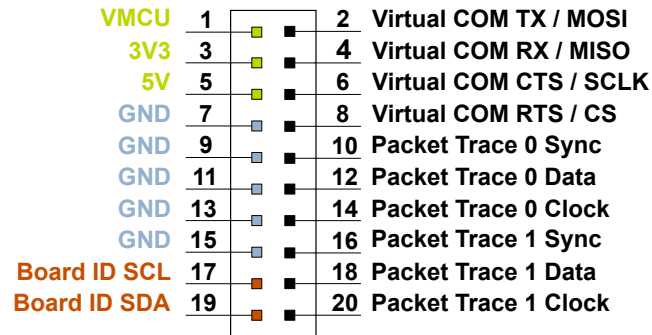 VMCU 1 2 Virtual COM TX / MOSI
3V3 3 4 Virtual COM RX / MISO
5V 5 6 Virtual COM CTS / SCLK
GND 7 8 Virtual COM RTS / CS
GND 9 10 Packet Trace 0 Sync
GND 11 12 Packet Trace 0 Data
GND 13 14 Packet Trace 0 Clock
GND 15 16 Packet Trace 1 Sync
Board ID SCL 17 18 Packet Trace 1 Data
Board ID SDA 19 20 Packet Trace 1 Clock